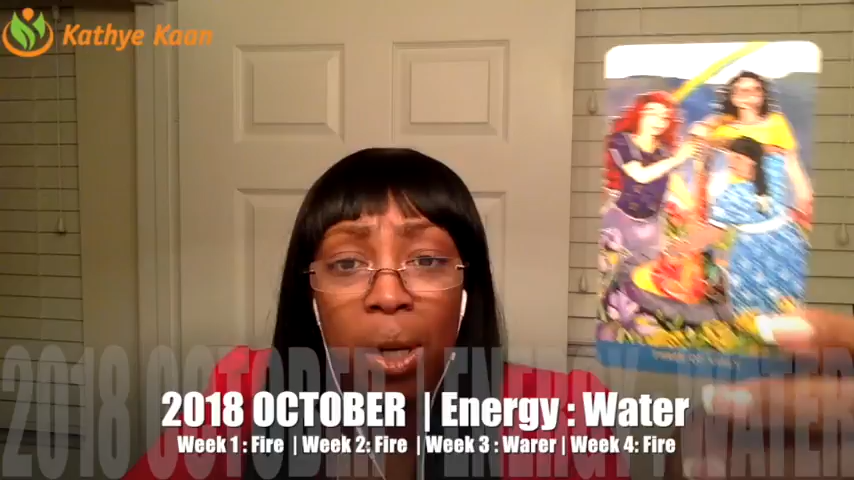 Kathye Kaan
2018 OCTOBER | Energy : Water
2018 OCTOBER | ENERGY : WATER
Week 1 : Fire | Week 2: Fire | Week 3 : Warer | Week 4: Fire